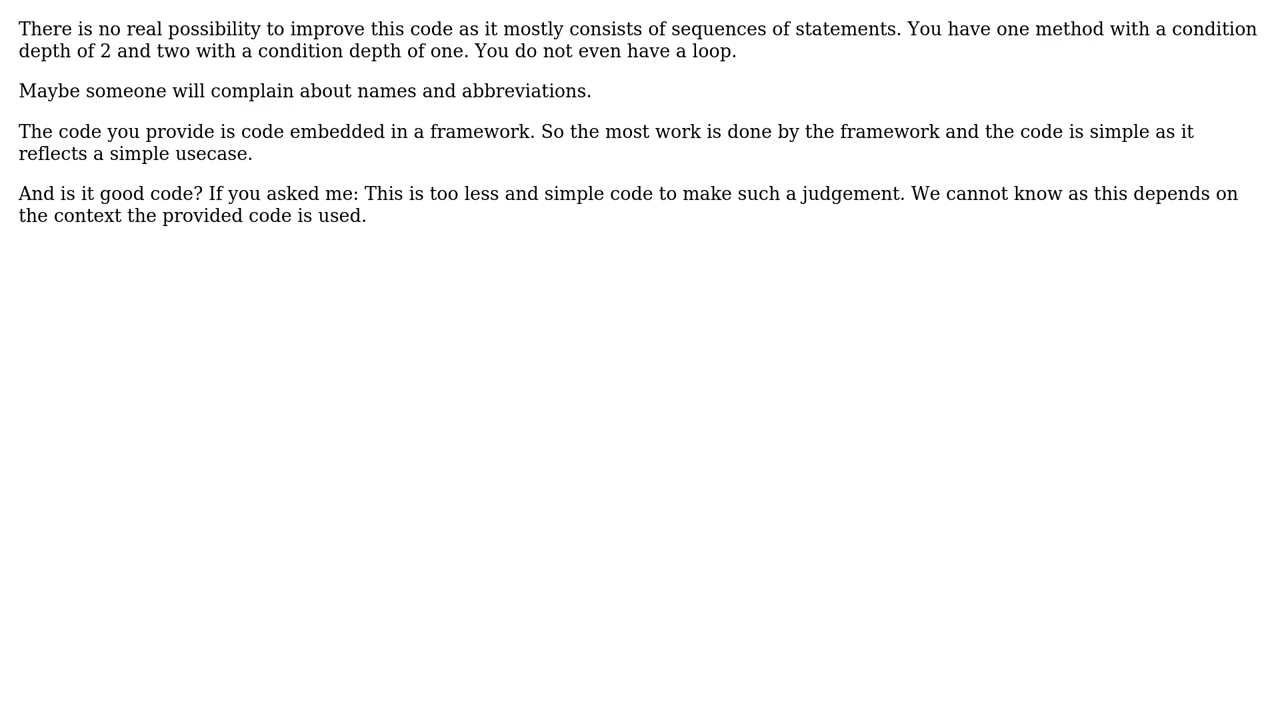 There is no real possibility to improve this code as it mostly consists of sequences of statements. You have one method with a condition
depth of 2 and two with a condition depth of one. You do not even have a loop.
Maybe someone will complain about names and abbreviations.
The code you provide is code embedded in a framework. So the most work is done by the framework and the code is simple as it
reflects a simple usecase.
And is it good code? If you asked me: This is too less and simple code to make such a judgement. We cannot know as this depends on
the context the provided code is used.